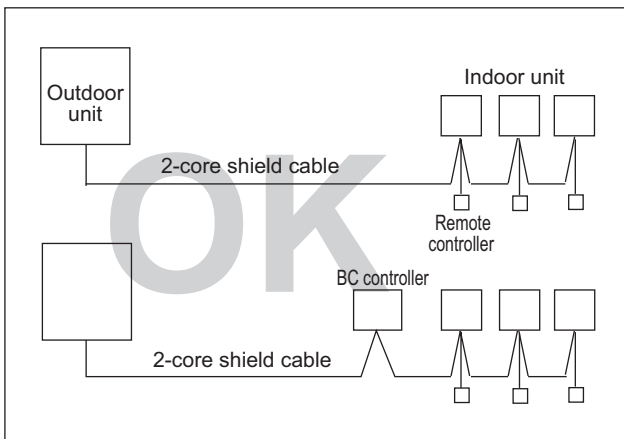 Outdoor
unit
Indoor unit
2-core shield cable
OK
Remote
controller
BC controller
2-core shield cable